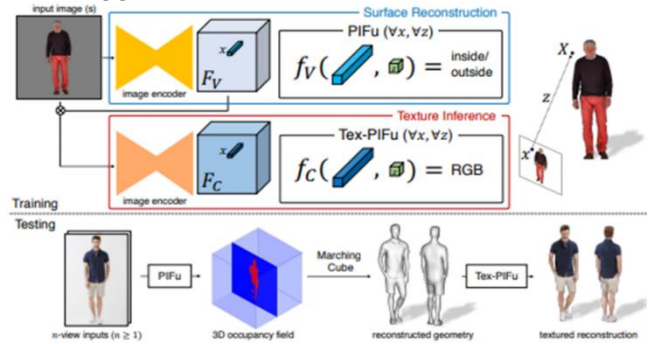 input image (s)
Surface Reconstruction
PIFu (∀x, ∀z)
x
F_V
f_V( , ) = inside/
outside
image encoder
X
z
x
Texture Inference
Tex-PIFu (∀x, ∀z)
x
F_C
f_C( , ) = RGB
image encoder
Training
Testing
Marching
Cube
PIFu
Tex-PIFu
n-view inputs (n ≥ 1)
3D occupancy field
reconstructed geometry
textured reconstruction